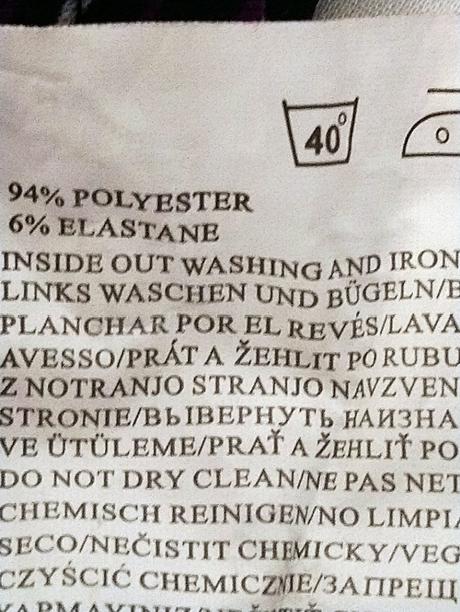 40°
94% POLYESTER
6% ELASTANE
INSIDE OUT WASHING AND IRON
LINKS WASCHEN UND BÜGELN/E
PLANCHAR POR EL REVÉS/LAVA
AVESSO/PRÁT A ŽEHLIT PO RUBU
Z NOTRANJO STRANJO NAVZVEN
STRONIE/ВЫВЕРНУТЬ НАИЗНА
VE ÜTÜLEME/PRAŤ A ŽEHLIŤ PO
DO NOT DRY CLEAN/NE PAS NET
CHEMISCH REINIGEN/NO LIMPIA
SECO/NEČISTIT CHEMICKY/VEG
CZYŚCIĆ CHEMICZNIE/ЗАПРЕЩ